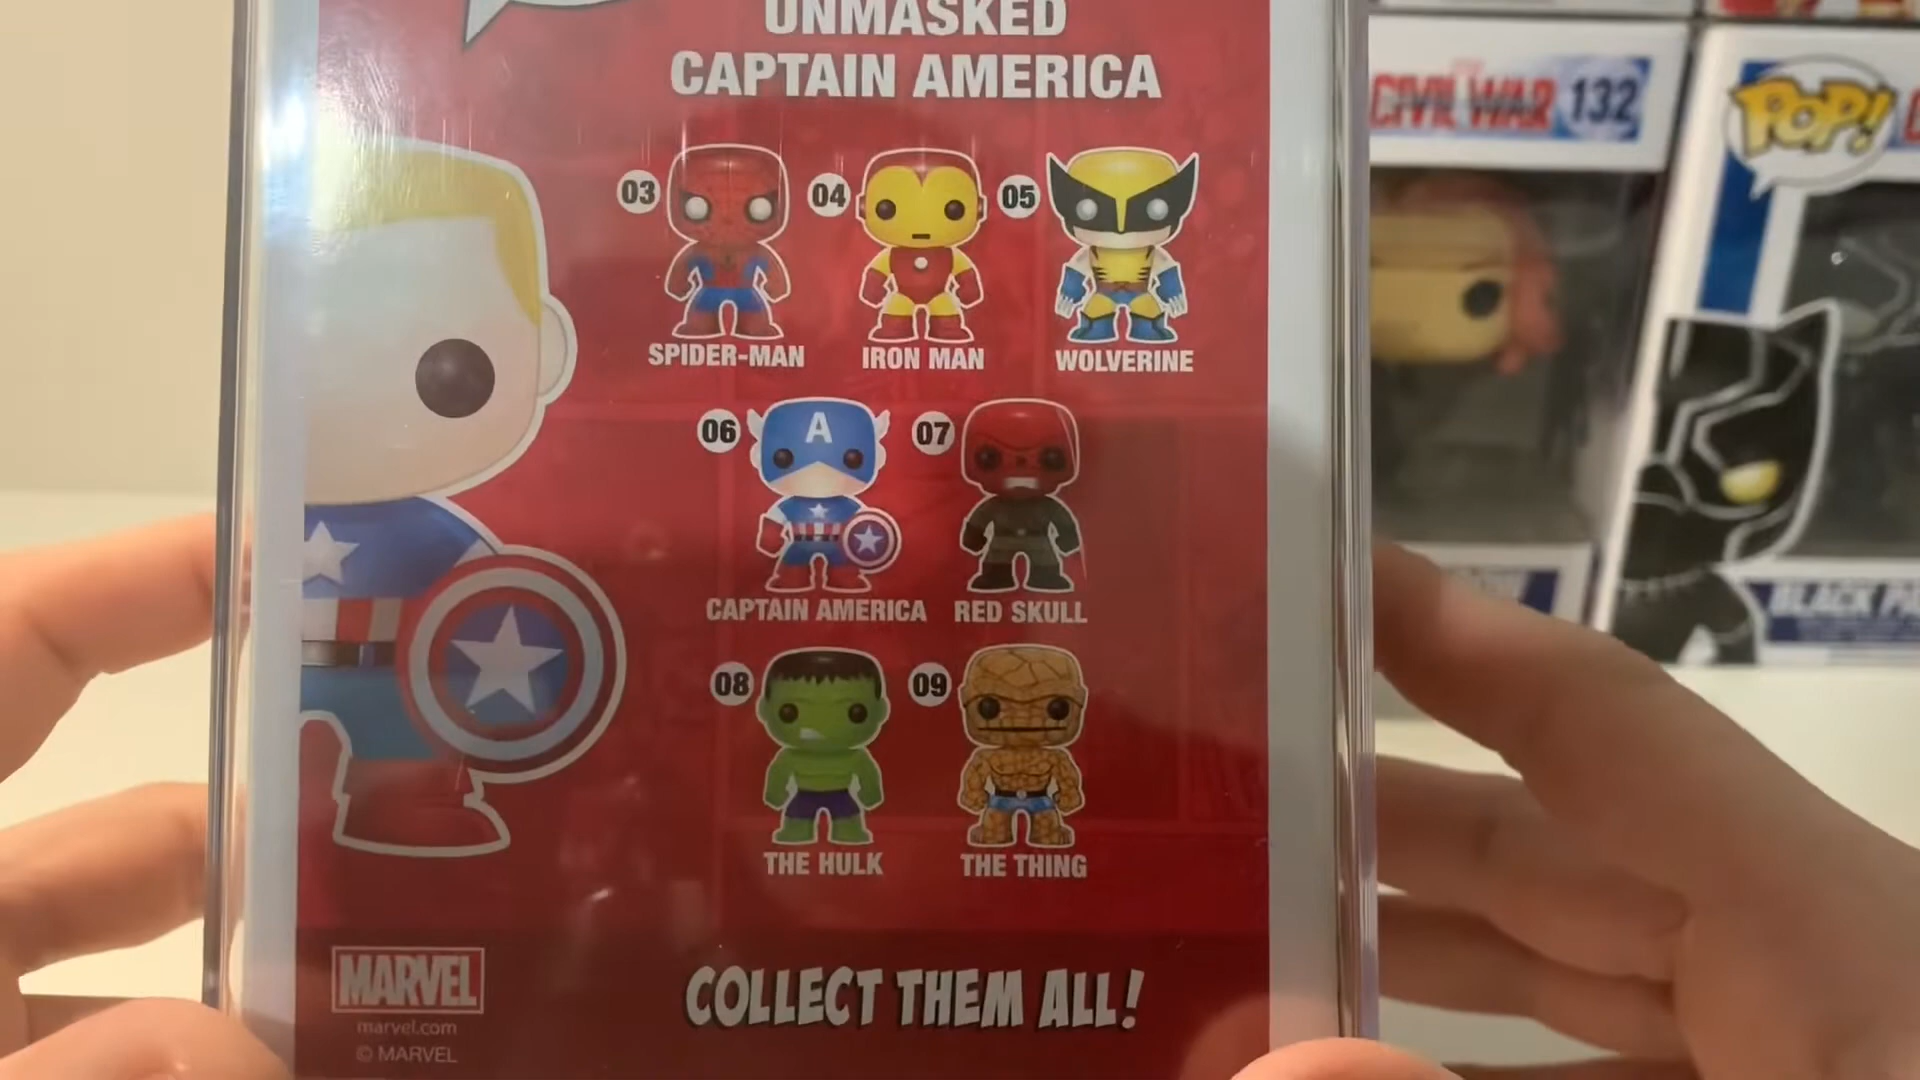 UNMASKED
CAPTAIN AMERICA
03
04
05
SPIDER-MAN
IRON MAN
WOLVERINE
A
06
07
CAPTAIN AMERICA
RED SKULL
08
09
THE HULK
THE THING
MARVEL
marvel.com
© MARVEL
COLLECT THEM ALL!
CIVIL WAR 132
POP!
BLACK